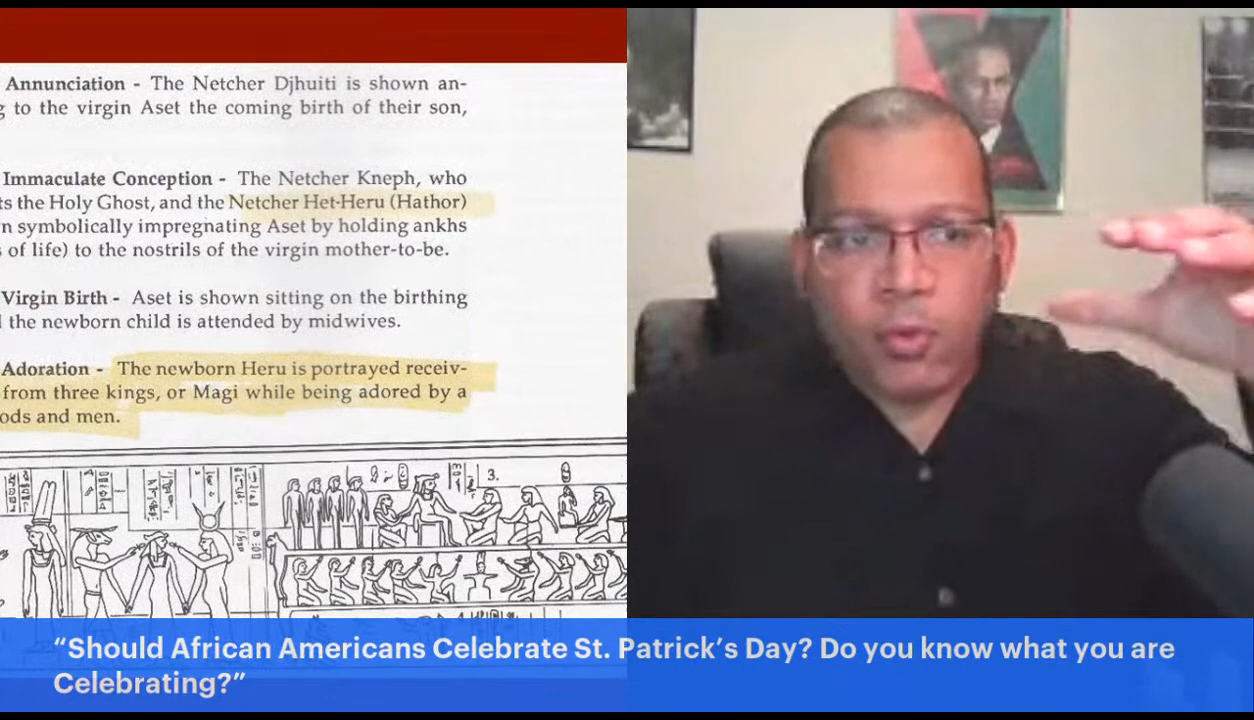 Annunciation - The Netcher Djhuiti is shown an-
g to the virgin Aset the coming birth of their son,
Immaculate Conception - The Netcher Kneph, who
ts the Holy Ghost, and the Netcher Het-Heru (Hathor)
n symbolically impregnating Aset by holding ankhs
s of life) to the nostrils of the virgin mother-to-be.
Virgin Birth - Aset is shown sitting on the birthing
d the newborn child is attended by midwives.
Adoration - The newborn Heru is portrayed receiv-
from three kings, or Magi while being adored by a
ods and men.
3.
“Should African Americans Celebrate St. Patrick’s Day? Do you know what you are
Celebrating?”